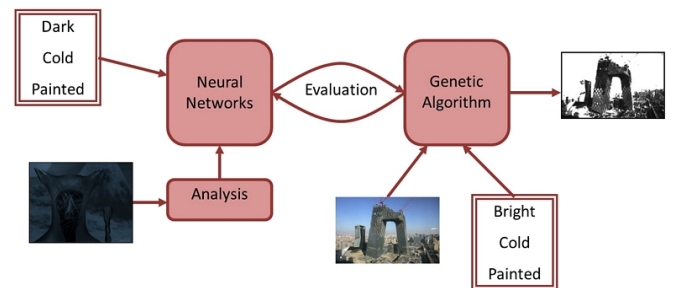 Dark
Cold
Painted
Neural
Networks
Evaluation
Genetic
Algorithm
Analysis
Bright
Cold
Painted